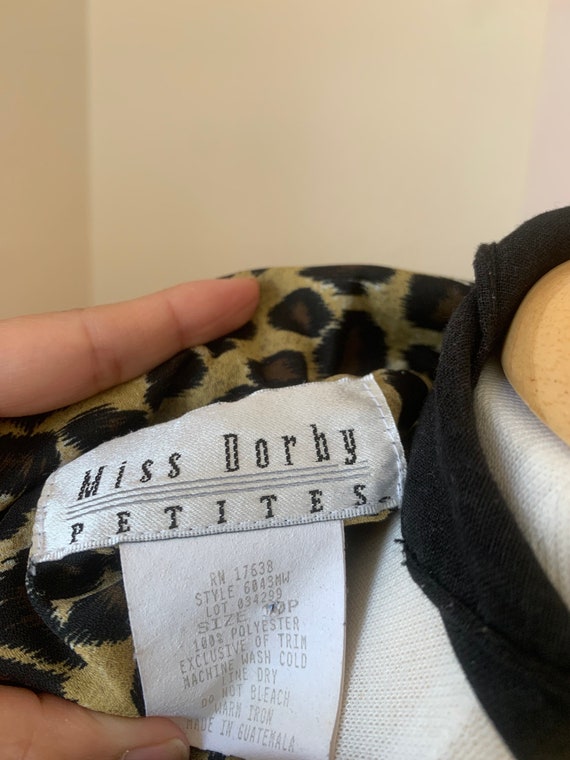 Miss Dorby
PETITES
RN 17638
STYLE 6043MW
LOT 034299
SIZE
100% POLYESTER
EXCLUSIVE OF TRIM
MACHINE WASH COLD
DRY
DO NOT BLEACH
WARM IRON
MADE IN GUATEMALA